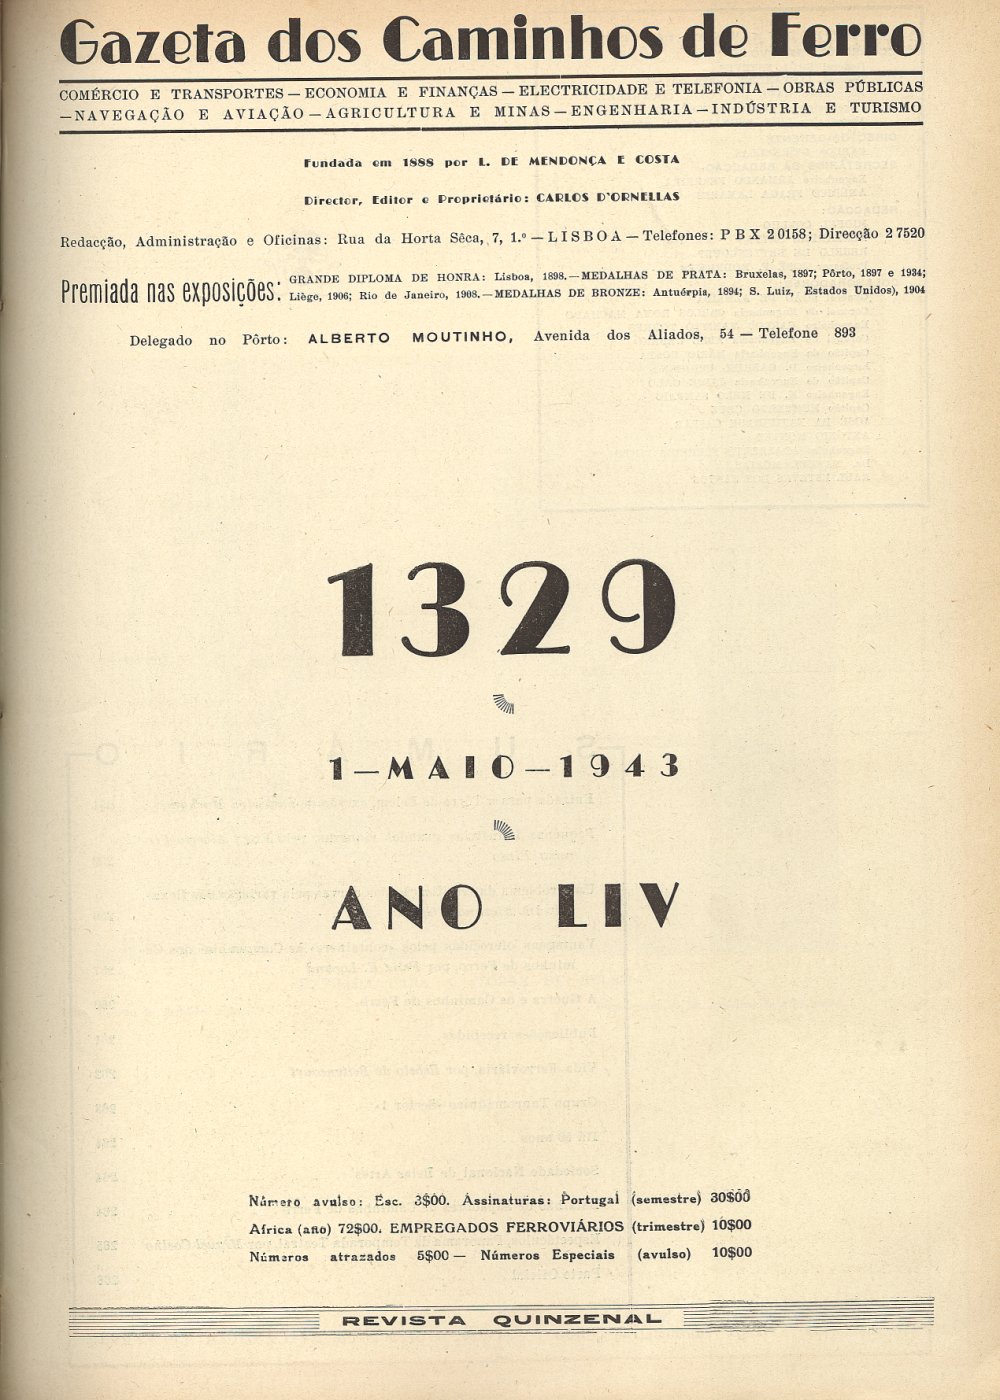 Gazeta dos Caminhos de Ferro
COMÉRCIO E TRANSPORTES — ECONOMIA E FINANÇAS — ELECTRICIDADE E TELEFONIA — OBRAS PÚBLICAS
— NAVEGAÇÃO E AVIAÇÃO — AGRICULTURA E MINAS — ENGENHARIA — INDÚSTRIA E TURISMO
Fundada em 1888 por L. DE MENDONÇA E COSTA
Director, Editor e Proprietário: CARLOS D'ORNELLAS
Redacção, Administração e Oficinas: Rua da Horta Sêca, 7, 1.º — LISBOA — Telefones: P B X 20158; Direcção 27520
Premiada nas exposições: GRANDE DIPLOMA DE HONRA: Lisboa, 1898. — MEDALHAS DE PRATA: Bruxelas, 1897; Pôrto, 1897 e 1934;
Liège, 1906; Rio de Janeiro, 1908. — MEDALHAS DE BRONZE: Antuérpia, 1894; S. Luiz, Estados Unidos), 1904
Delegado no Pôrto: ALBERTO MOUTINHO, Avenida dos Aliados, 54 — Telefone 893
1329
1 — MAIO — 1943
ANO LIV
Número avulso: Esc. 3$00. Assinaturas: Portugal (semestre) 30$00
Africa (ano) 72$00. EMPREGADOS FERROVIÁRIOS (trimestre) 10$00
Números atrazados 5$00 — Números Especiais (avulso) 10$00
REVISTA QUINZENAL